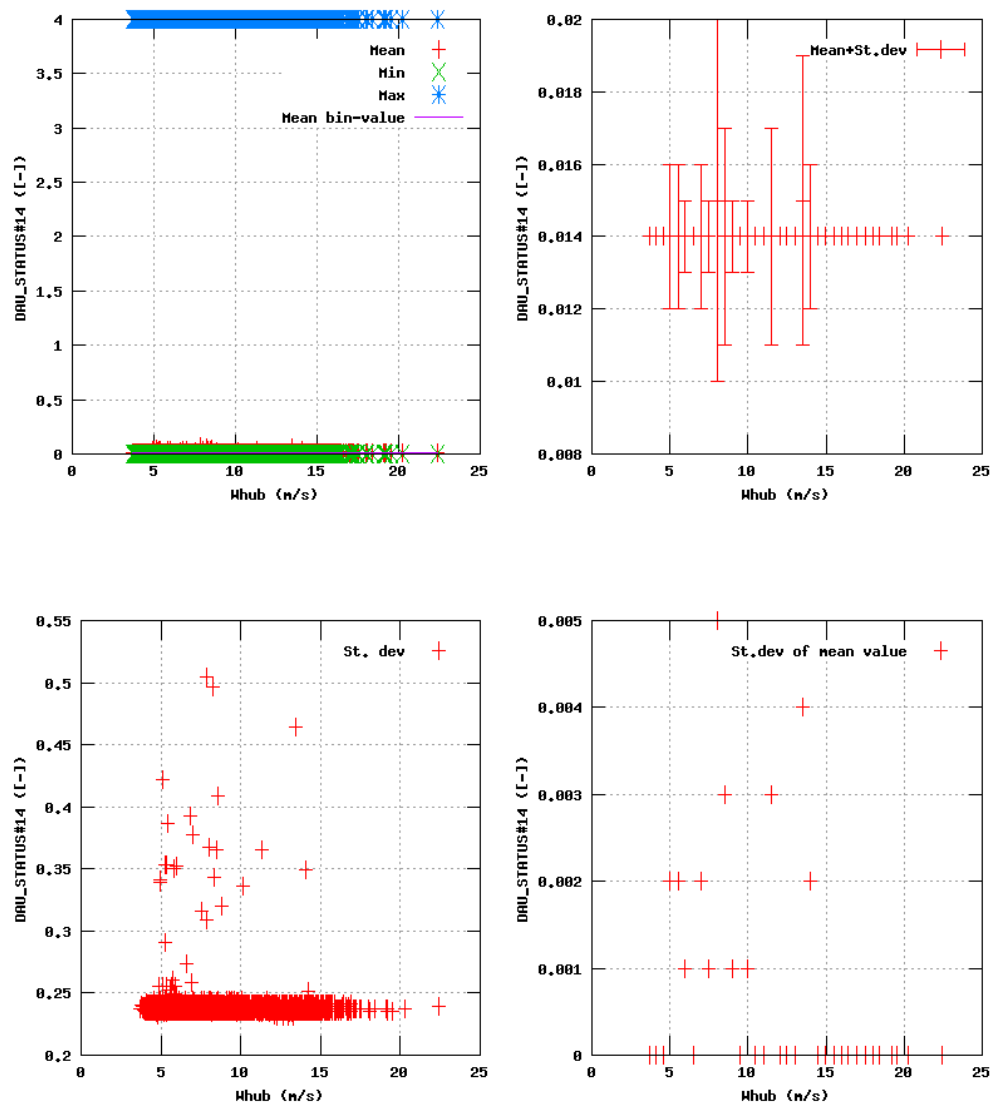 4
3.5
3
2.5
2
1.5
1
0.5
0
0 5 10 15 20 25
DAU_STATUS#14 ([-])
Whub (m/s)
Mean
Min
Max
Mean bin-value
0.02
0.018
0.016
0.014
0.012
0.01
0.008
0 5 10 15 20 25
DAU_STATUS#14 ([-])
Whub (m/s)
Mean+St.dev
0.55
0.5
0.45
0.4
0.35
0.3
0.25
0.2
0 5 10 15 20 25
DAU_STATUS#14 ([-])
Whub (m/s)
St. dev
0.005
0.004
0.003
0.002
0.001
0
0 5 10 15 20 25
DAU_STATUS#14 ([-])
Whub (m/s)
St.dev of mean value